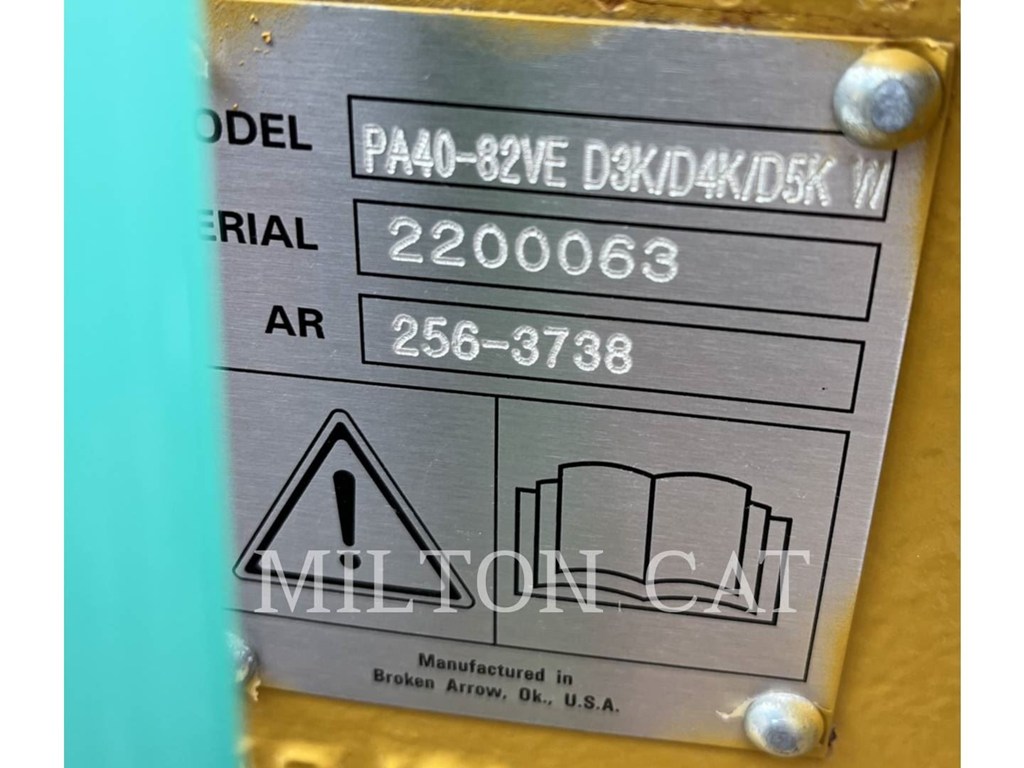 ODEL PA40-82VE D3K/D4K/D5K W
ERIAL 2200063
AR 256-3738
MILTON CAT
Manufactured in
Broken Arrow, Ok., U.S.A.